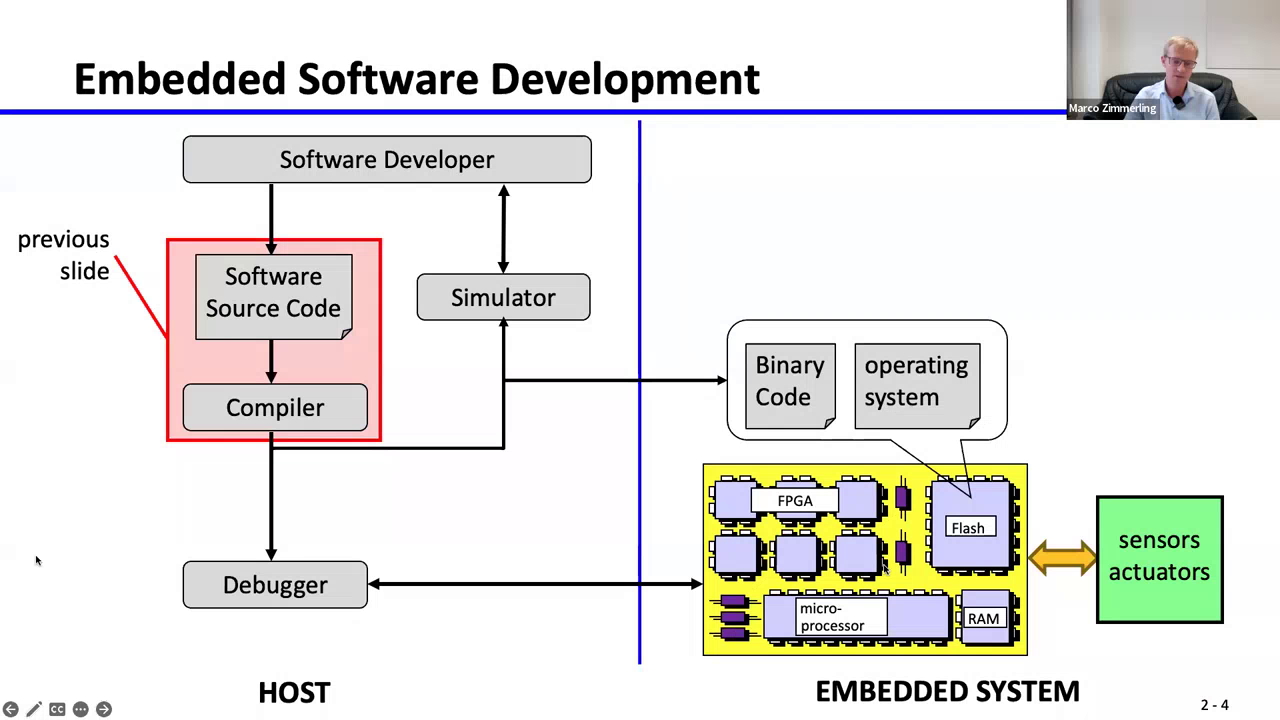 Embedded Software Development
Marco Zimmerling
Software Developer
previous
slide
Software
Source Code
Simulator
Compiler
Binary
Code
operating
system
FPGA
Flash
sensors
actuators
Debugger
micro-
processor
RAM
HOST
EMBEDDED SYSTEM
CC
2 - 4